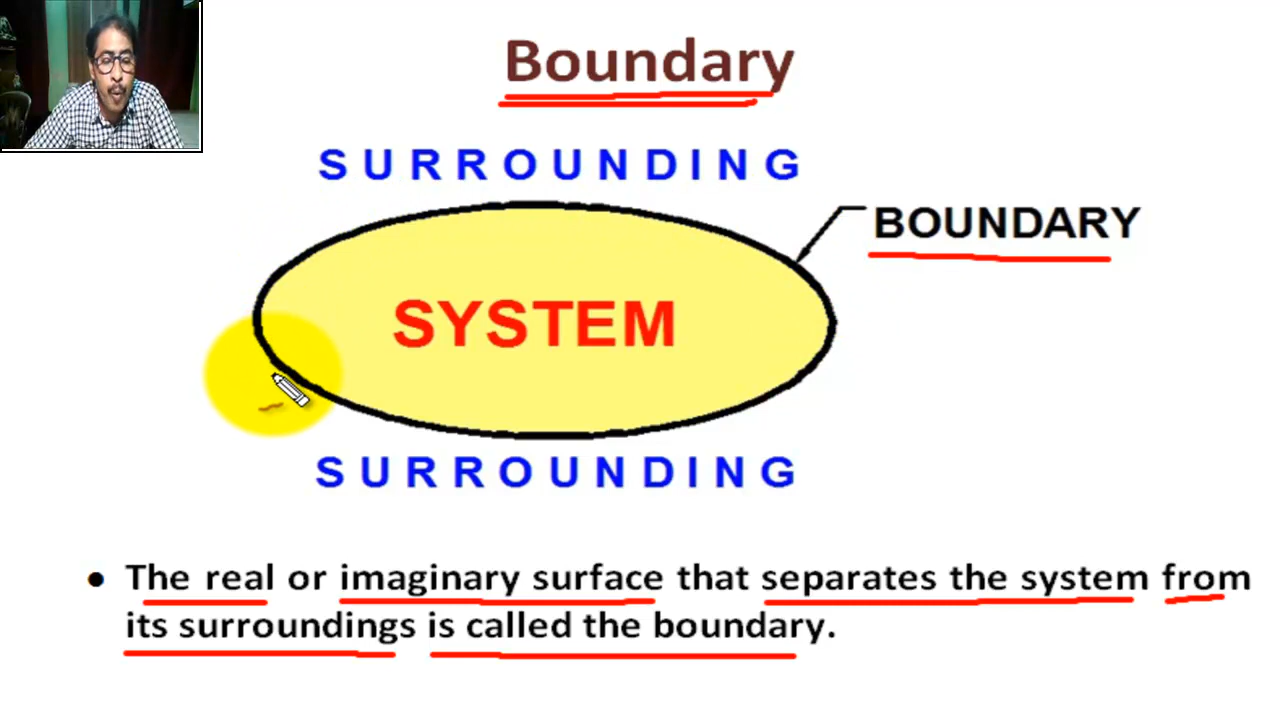 Boundary
SURROUNDING
BOUNDARY
SYSTEM
SURROUNDING
• The real or imaginary surface that separates the system from
its surroundings is called the boundary.